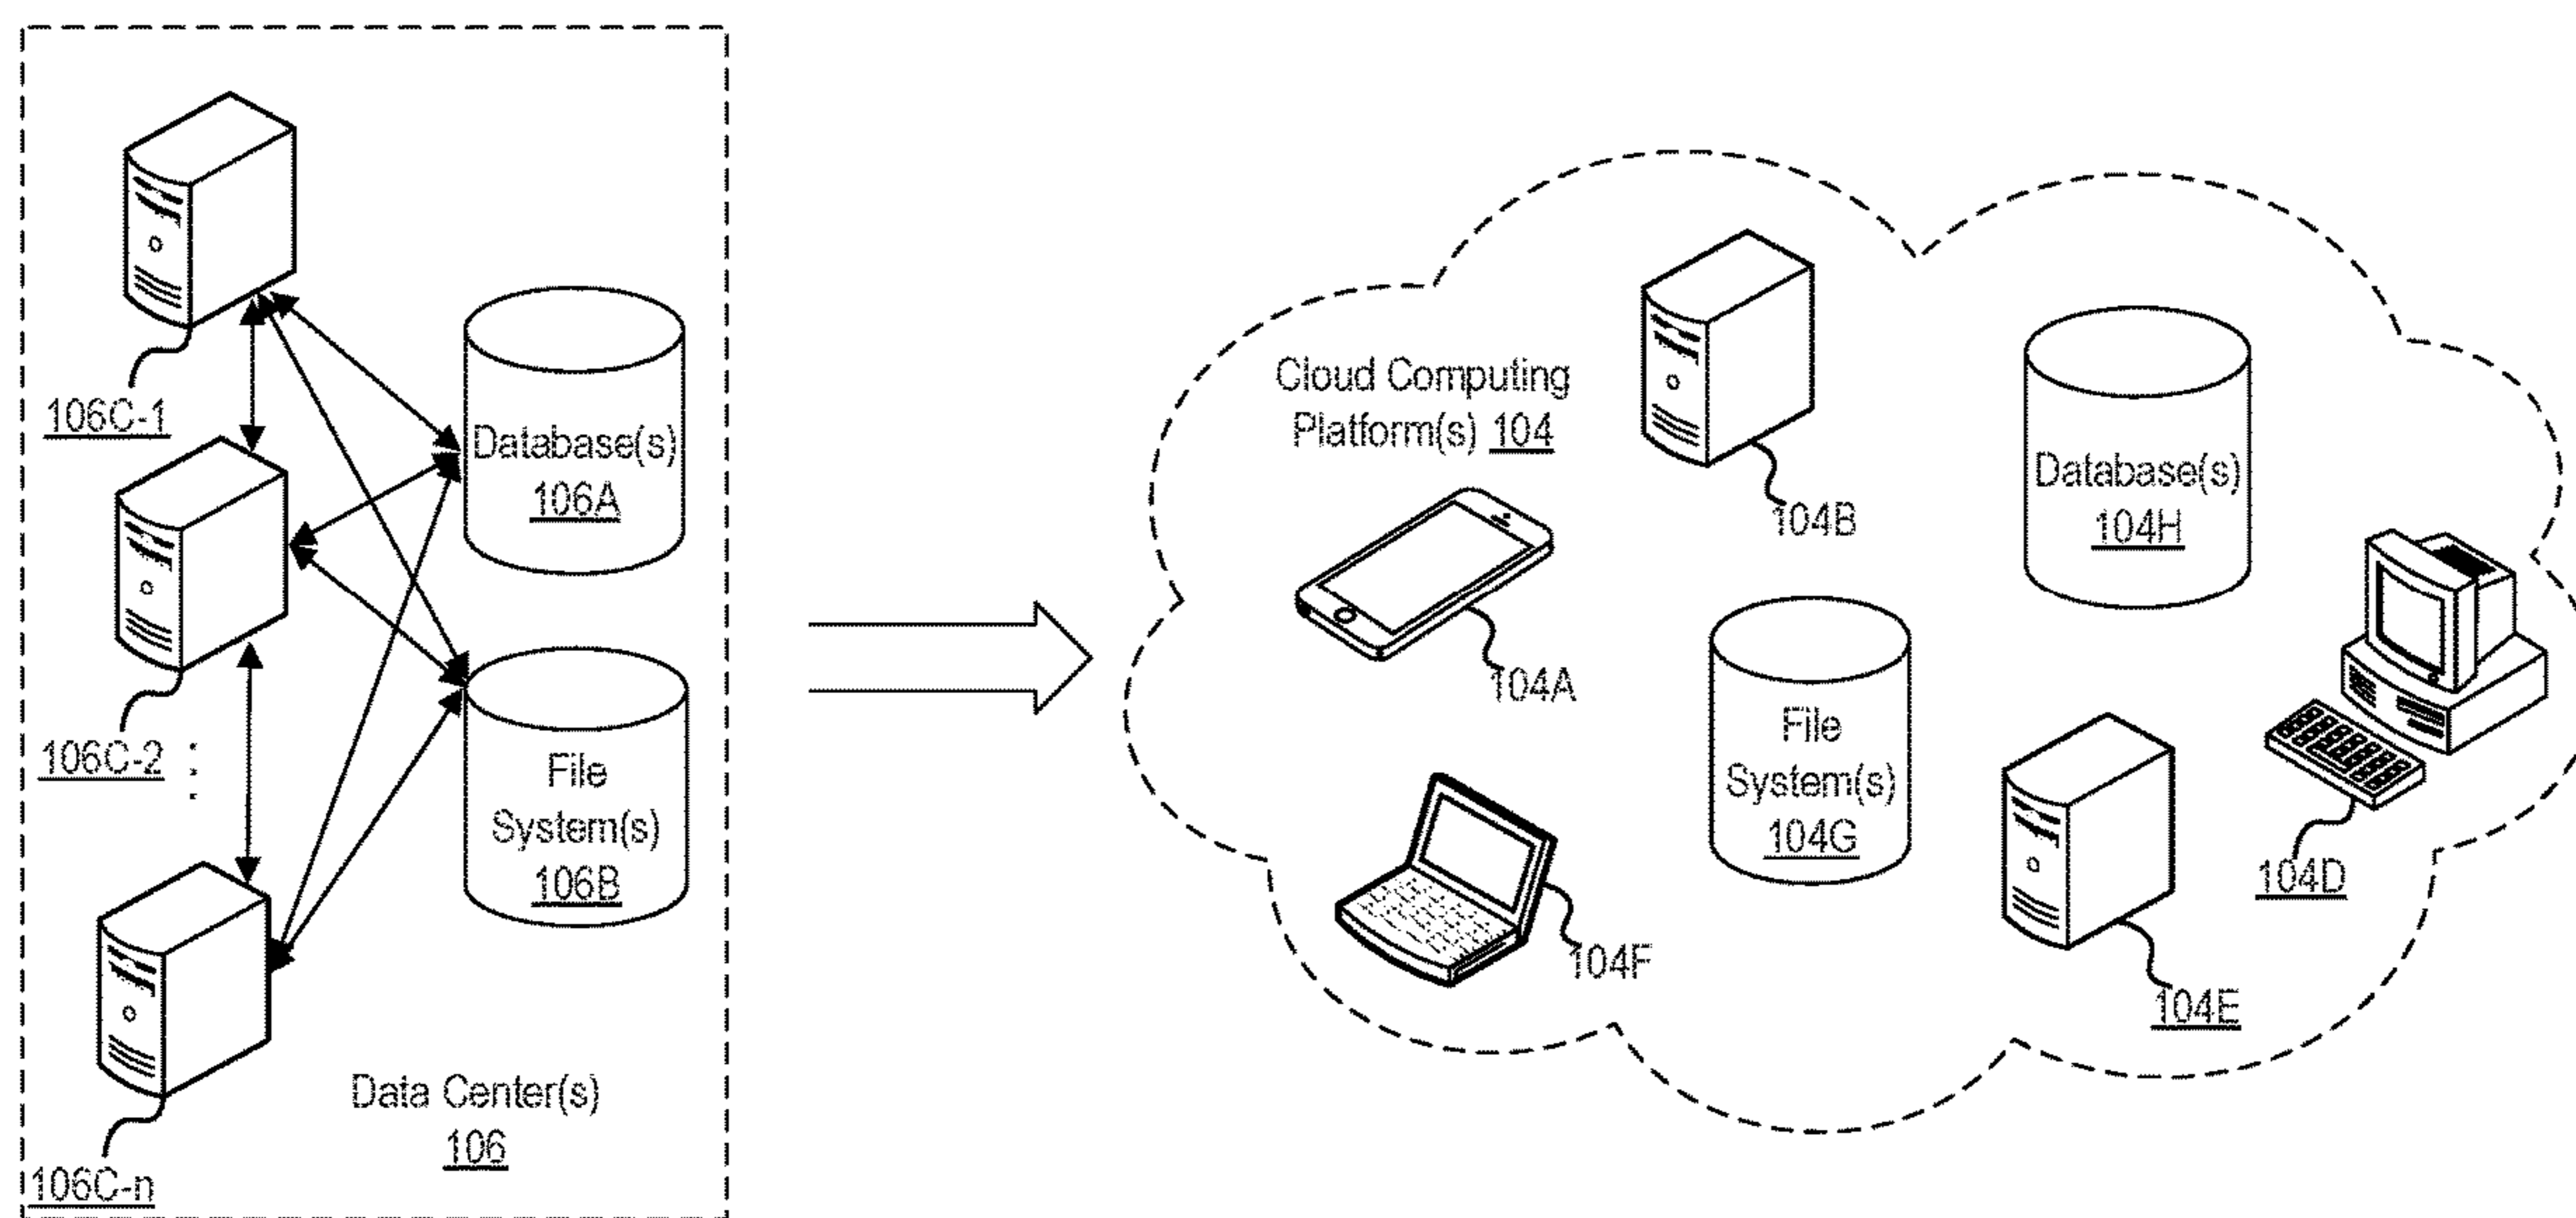 106C-1
Database(s)
106A
106C-2
File
System(s)
106B
Data Center(s)
106
106C-n
Cloud Computing
Platform(s) 104
104B
Database(s)
104H
104A
File
System(s)
104G
104D
104F
104E